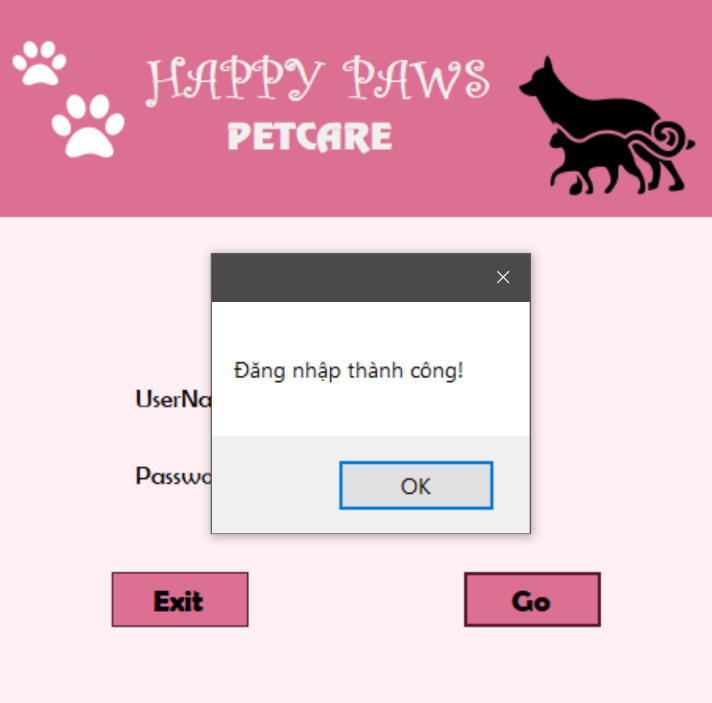 HAPPY PAWS
PETCARE
Đăng nhập thành công!
UserNa
Passwo
OK
Exit
Go